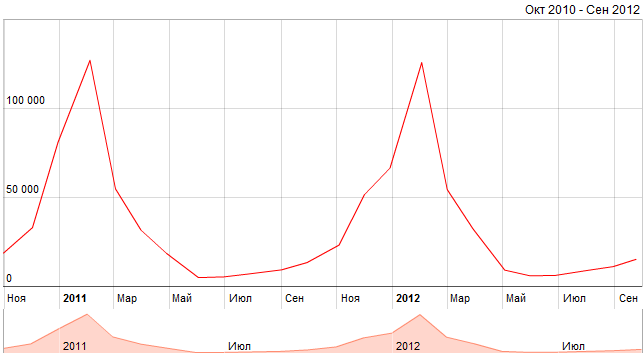 Окт 2010 - Сен 2012
100 000
50 000
0
Ноя 2011 Мар Май Июл Сен Ноя 2012 Мар Май Июл Сен
2011 Июл 2012 Июл